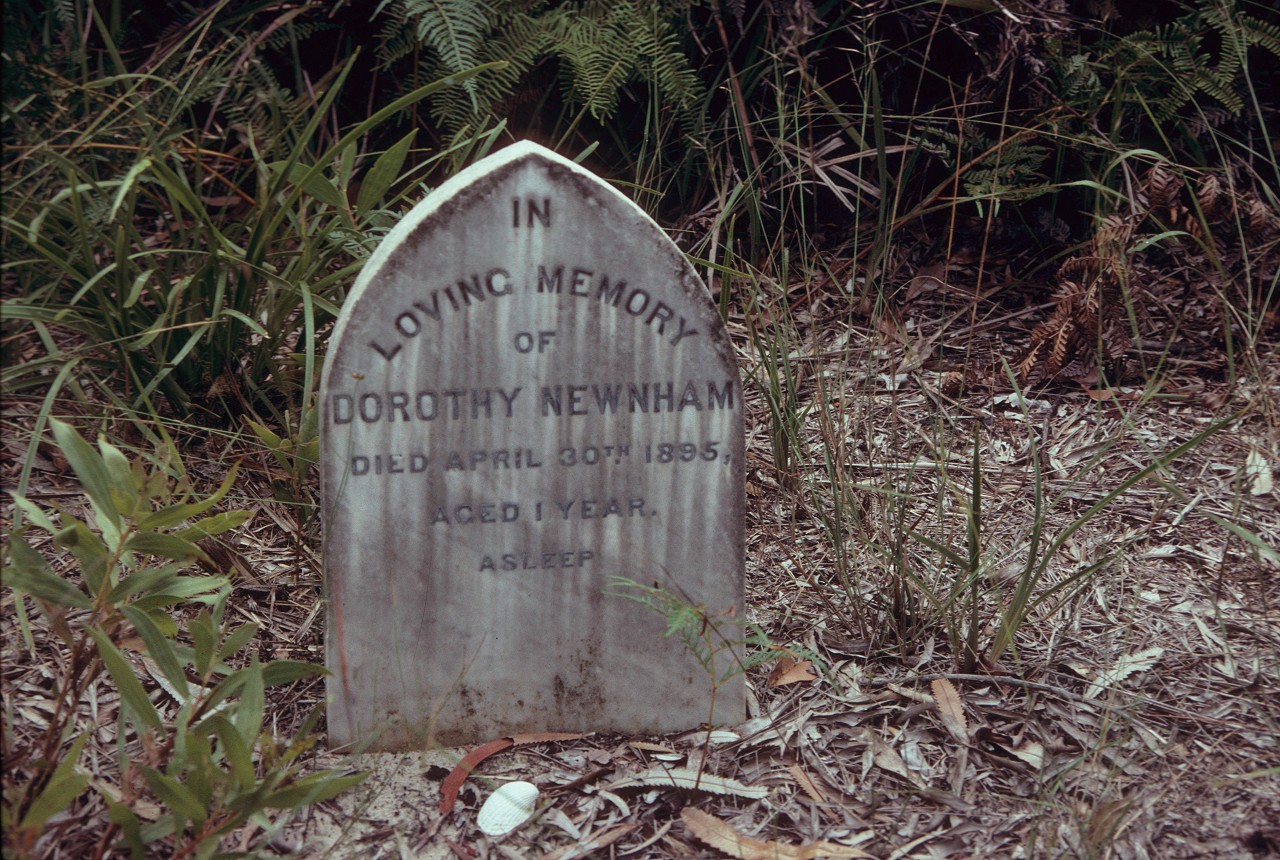 IN
LOVING MEMORY
OF
DOROTHY NEWNHAM
DIED APRIL 30TH 1895,
AGED 1 YEAR.
ASLEEP